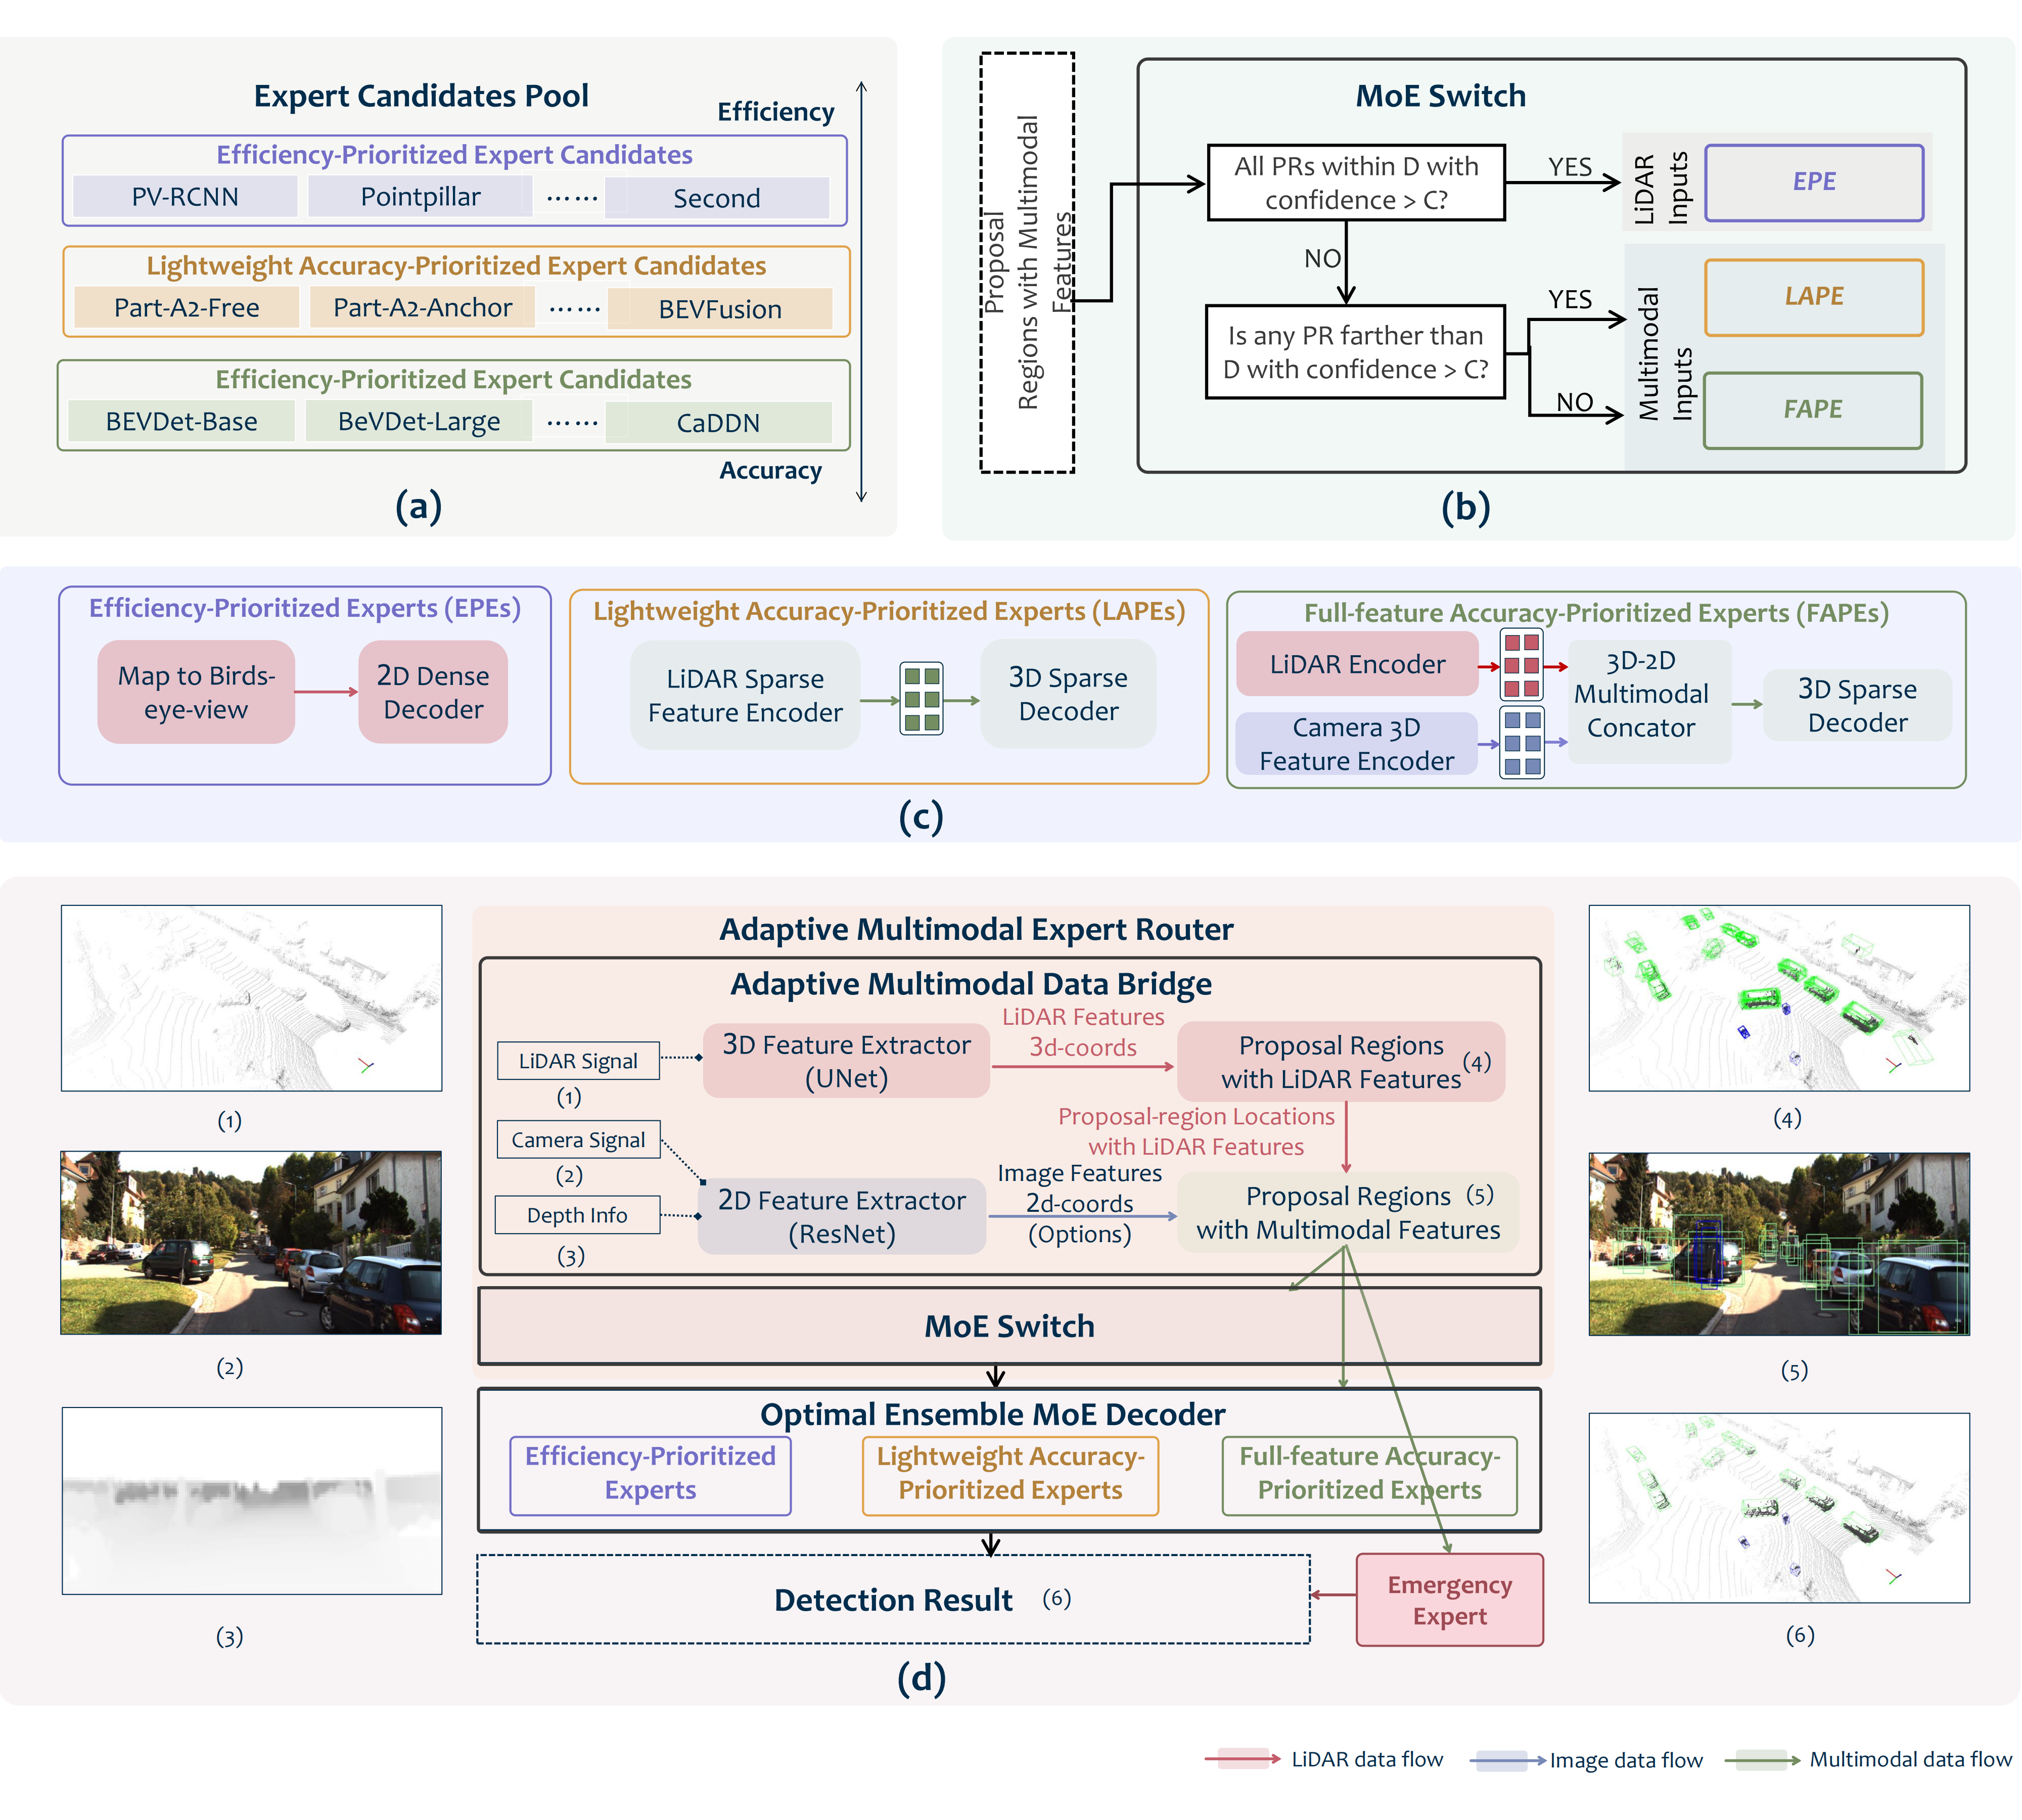 Expert Candidates Pool
Efficiency
Efficiency-Prioritized Expert Candidates
PV-RCNN
Pointpillar
......
Second
Lightweight Accuracy-Prioritized Expert Candidates
Part-A2-Free
Part-A2-Anchor
......
BEVFusion
Efficiency-Prioritized Expert Candidates
BEVDet-Base
BeVDet-Large
......
CaDDN
Accuracy
(a)
Proposal
Regions with Multimodal
Features
MoE Switch
All PRs within D with
confidence > C?
YES
LiDAR
Inputs
EPE
NO
Is any PR farther than
D with confidence > C?
YES
NO
Multimodal
Inputs
LAPE
FAPE
(b)
Efficiency-Prioritized Experts (EPEs)
Map to Birds-
eye-view
2D Dense
Decoder
Lightweight Accuracy-Prioritized Experts (LAPEs)
LiDAR Sparse
Feature Encoder
3D Sparse
Decoder
Full-feature Accuracy-Prioritized Experts (FAPEs)
LiDAR Encoder
Camera 3D
Feature Encoder
3D-2D
Multimodal
Concator
3D Sparse
Decoder
(c)
(1)
(2)
(3)
Adaptive Multimodal Expert Router
Adaptive Multimodal Data Bridge
LiDAR Signal
(1)
Camera Signal
(2)
Depth Info
(3)
3D Feature Extractor
(UNet)
LiDAR Features
3d-coords
Proposal Regions
with LiDAR Features
(4)
Proposal-region Locations
with LiDAR Features
2D Feature Extractor
(ResNet)
Image Features
2d-coords
(Options)
Proposal Regions (5)
with Multimodal Features
MoE Switch
Optimal Ensemble MoE Decoder
Efficiency-Prioritized
Experts
Lightweight Accuracy-
Prioritized Experts
Full-feature Accuracy-
Prioritized Experts
Detection Result (6)
Emergency
Expert
(4)
(5)
(6)
(d)
LiDAR data flow
Image data flow
Multimodal data flow